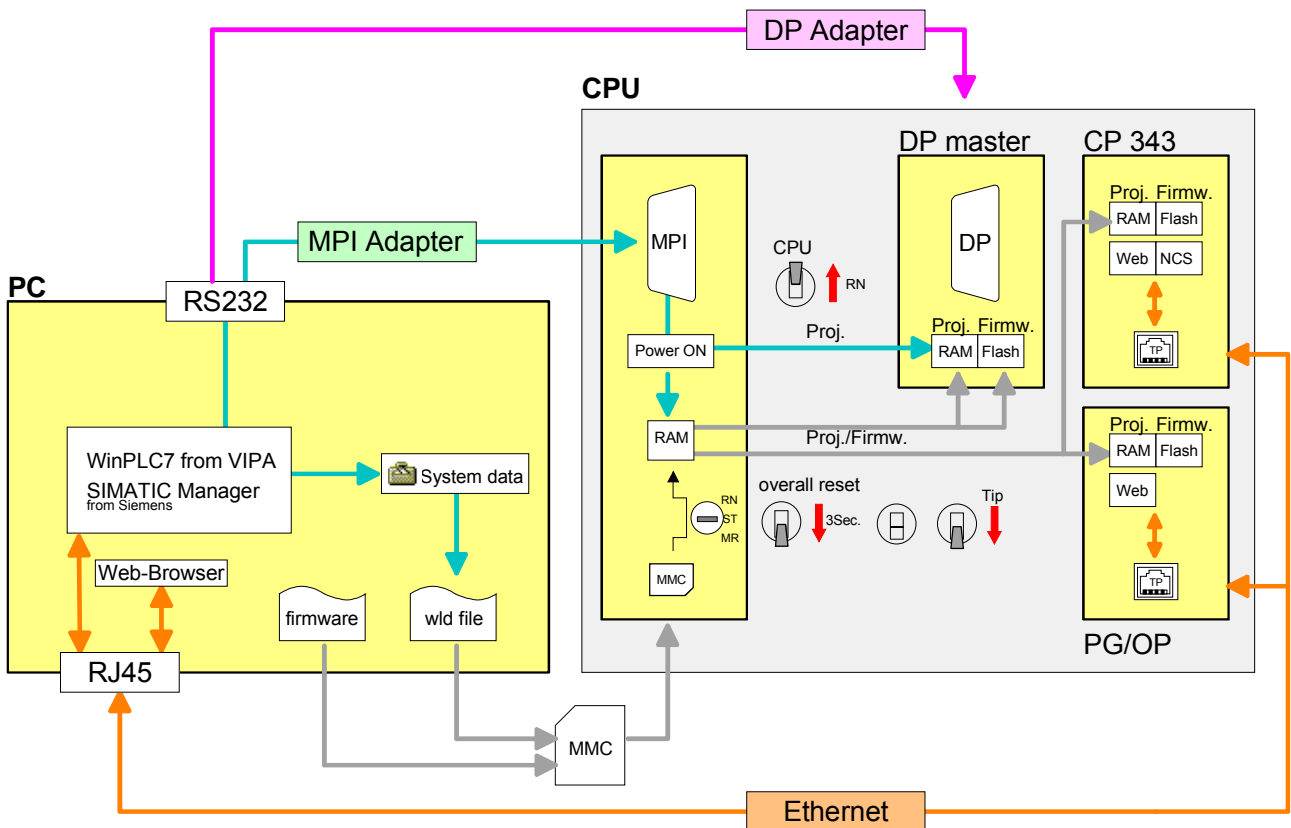 DP Adapter
CPU
DP master
CP 343
Proj. Firmw.
RAM Flash
Web NCS
TP
MPI Adapter
MPI
CPU
RN
DP
PC
RS232
Proj.
Proj. Firmw.
RAM Flash
Power ON
RAM
Proj./Firmw.
Proj. Firmw.
RAM Flash
Web
TP
PG/OP
WinPLC7 from VIPA
SIMATIC Manager
from Siemens
System data
RN
ST
MR
overall reset
3Sec.
Tip
MMC
Web-Browser
firmware
wld file
RJ45
MMC
Ethernet